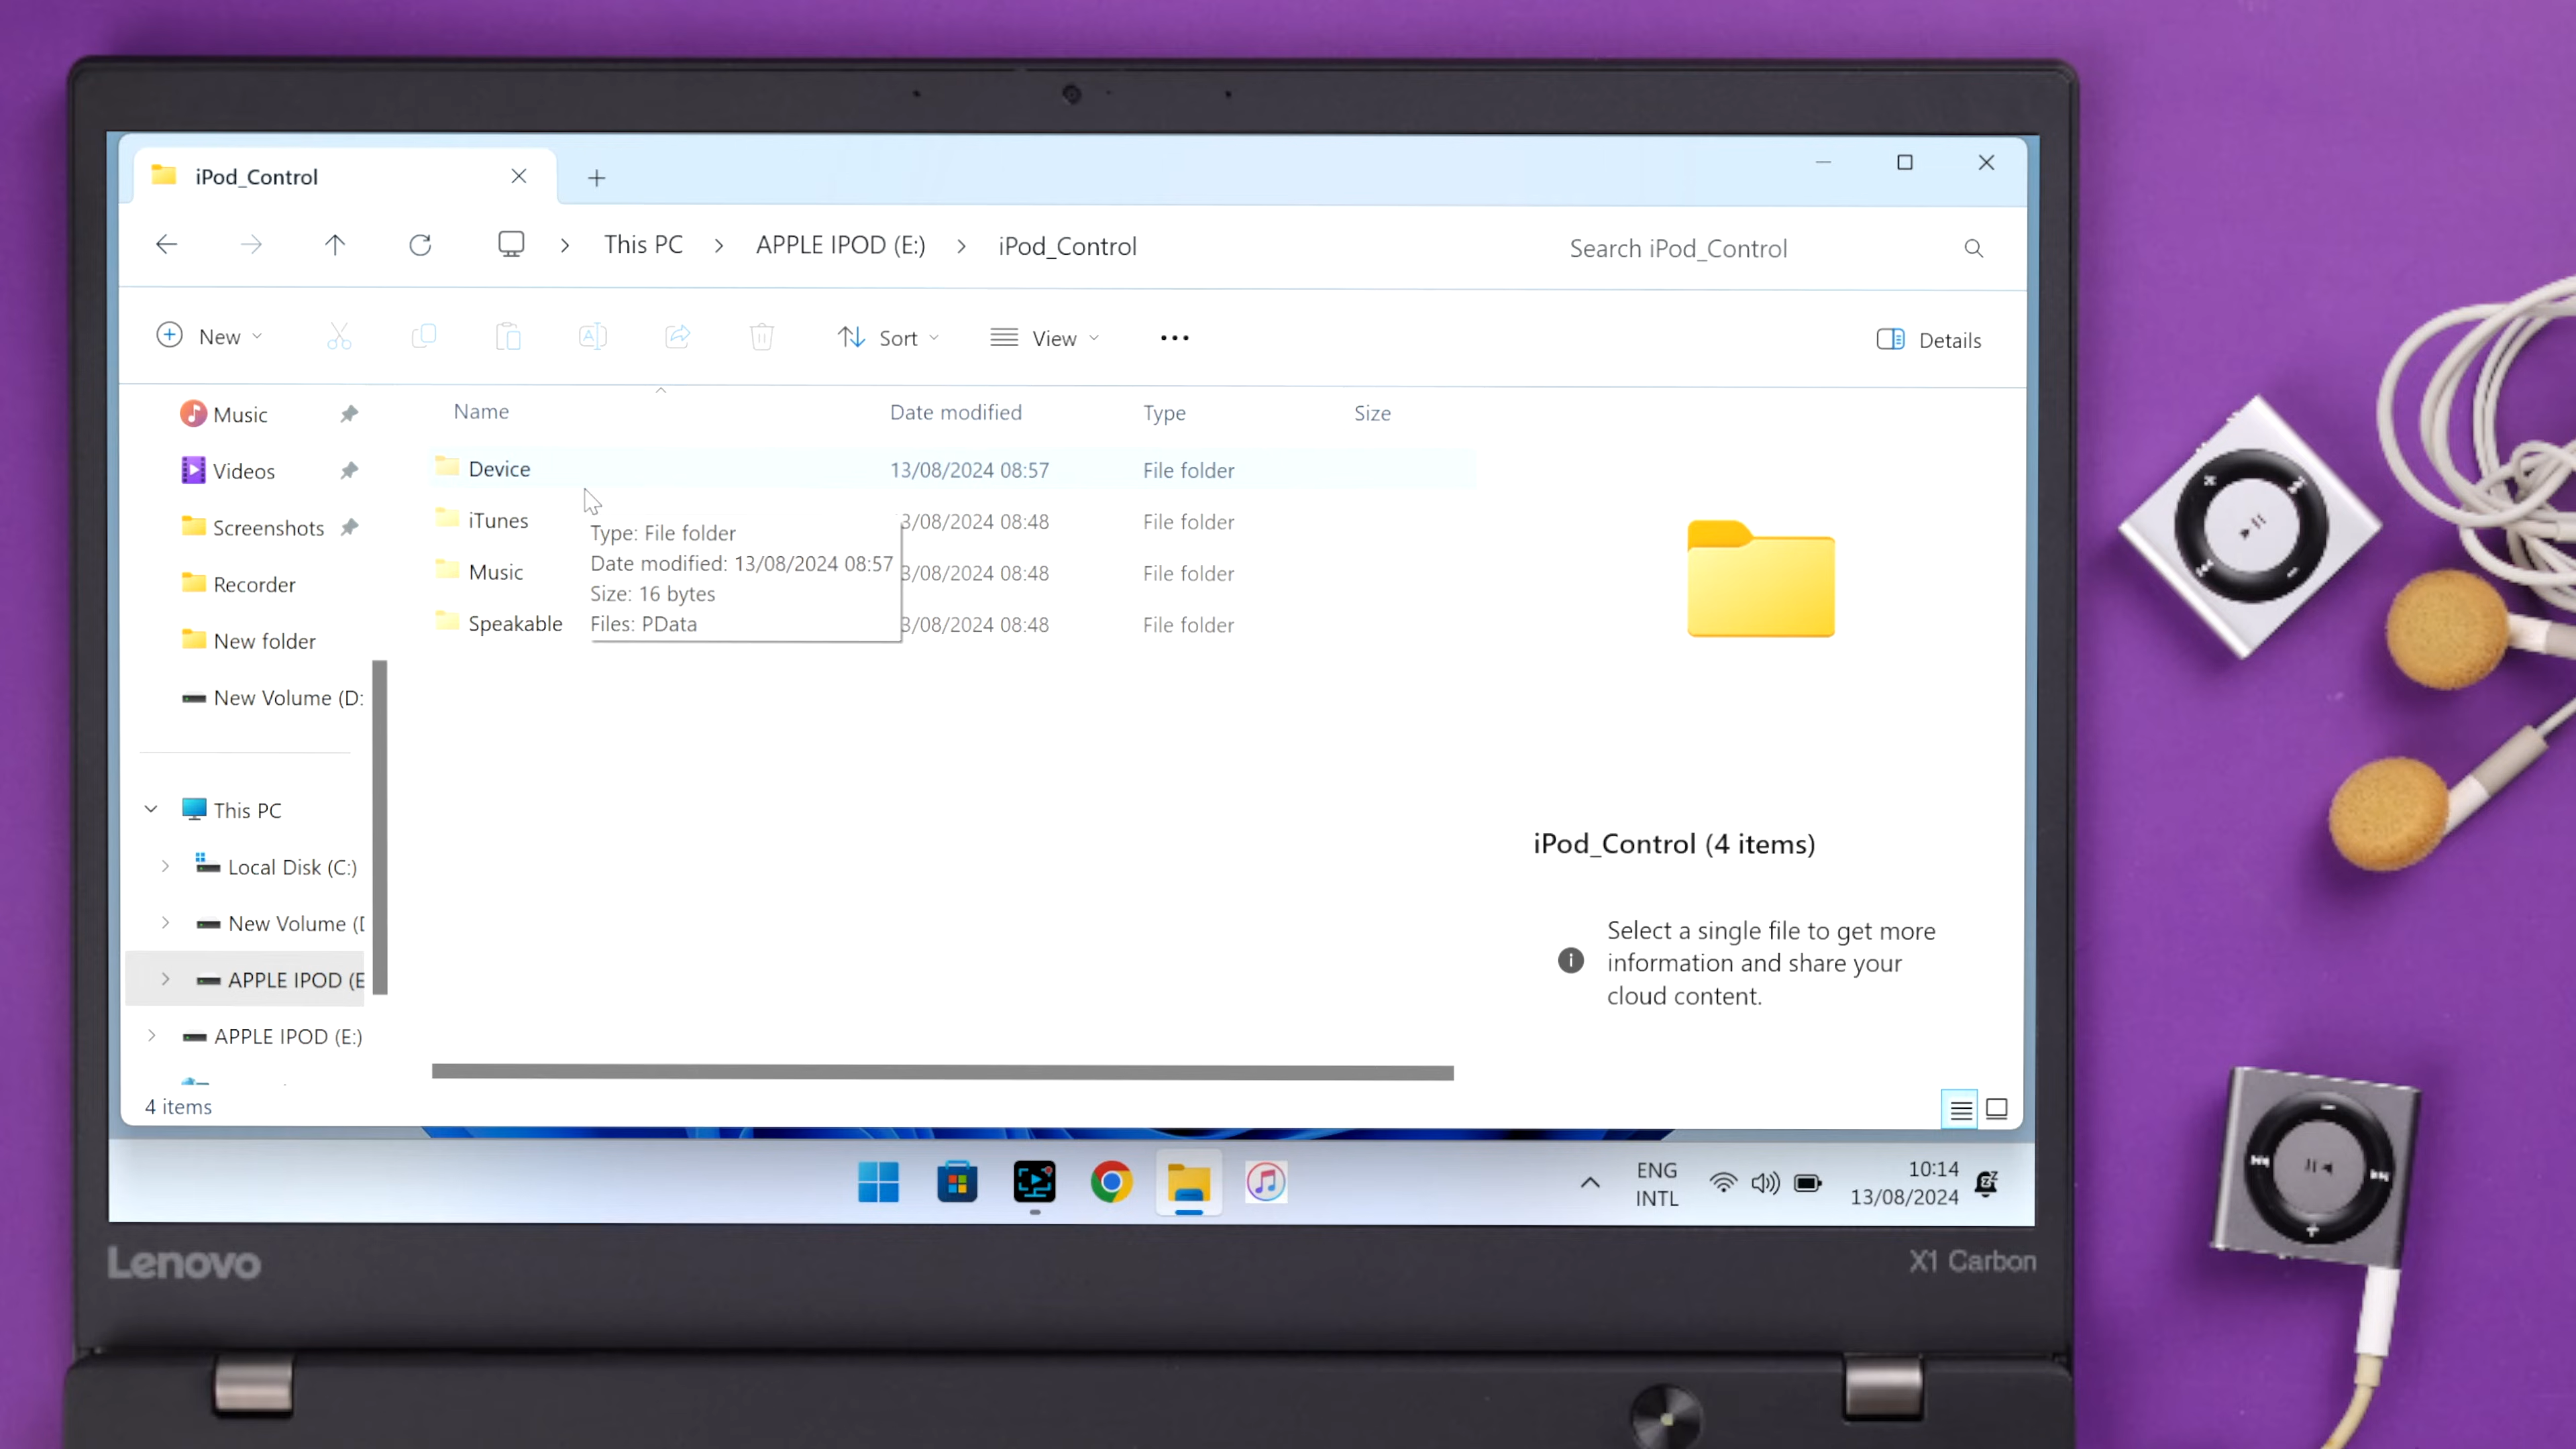 iPod_Control
This PC
APPLE IPOD (E:)
iPod_Control
Search iPod_Control
New
Sort
View
Details
Name
Date modified
Type
Size
Music
Videos
Screenshots
Recorder
New folder
New Volume (D:
This PC
Local Disk (C:)
New Volume (D
APPLE IPOD (E
APPLE IPOD (E:)
Device 13/08/2024 08:57 File folder
iTunes 3/08/2024 08:48 File folder
Music 3/08/2024 08:48 File folder
Speakable 3/08/2024 08:48 File folder
Type: File folder
Date modified: 13/08/2024 08:57
Size: 16 bytes
Files: PData
iPod_Control (4 items)
Select a single file to get more
information and share your
cloud content.
4 items
ENG
INTL
10:14
13/08/2024
Lenovo
X1 Carbon